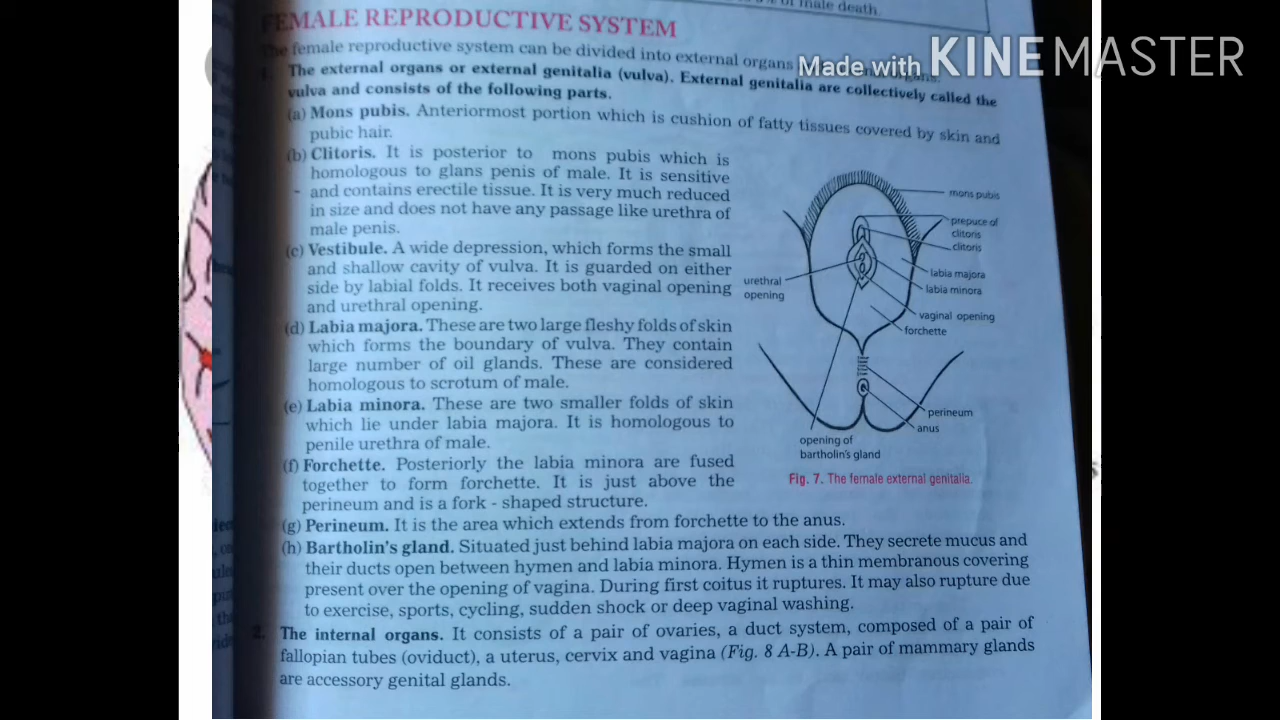 of male death.
FEMALE REPRODUCTIVE SYSTEM
female reproductive system can be divided into external organs
Made with KINEMASTER
1. The external organs or external genitalia (vulva). External genitalia are collectively called the
vulva and consists of the following parts.
(a) Mons pubis. Anteriormost portion which is cushion of fatty tissues covered by skin and
pubic hair.
(b) Clitoris. It is posterior to mons pubis which is
homologous to glans penis of male. It is sensitive
- and contains erectile tissue. It is very much reduced
in size and does not have any passage like urethra of
male penis.
(c) Vestibule. A wide depression, which forms the small
and shallow cavity of vulva. It is guarded on either
side by labial folds. It receives both vaginal opening
and urethral opening.
(d) Labia majora. These are two large fleshy folds of skin
which forms the boundary of vulva. They contain
large number of oil glands. These are considered
homologous to scrotum of male.
(e) Labia minora. These are two smaller folds of skin
which lie under labia majora. It is homologous to
penile urethra of male.
(f) Forchette. Posteriorly the labia minora are fused
together to form forchette. It is just above the
perineum and is a fork - shaped structure.
mons pubis
prepuce of
clitoris
clitoris
labia majora
labia minora
urethral
opening
vaginal opening
forchette
perineum
anus
opening of
bartholin's gland
Fig. 7. The female external genitalia.
(g) Perineum. It is the area which extends from forchette to the anus.
(h) Bartholin's gland. Situated just behind labia majora on each side. They secrete mucus and
their ducts open between hymen and labia minora. Hymen is a thin membranous covering
present over the opening of vagina. During first coitus it ruptures. It may also rupture due
to exercise, sports, cycling, sudden shock or deep vaginal washing.
2. The internal organs. It consists of a pair of ovaries, a duct system, composed of a pair of
fallopian tubes (oviduct), a uterus, cervix and vagina (Fig. 8 A-B). A pair of mammary glands
are accessory genital glands.